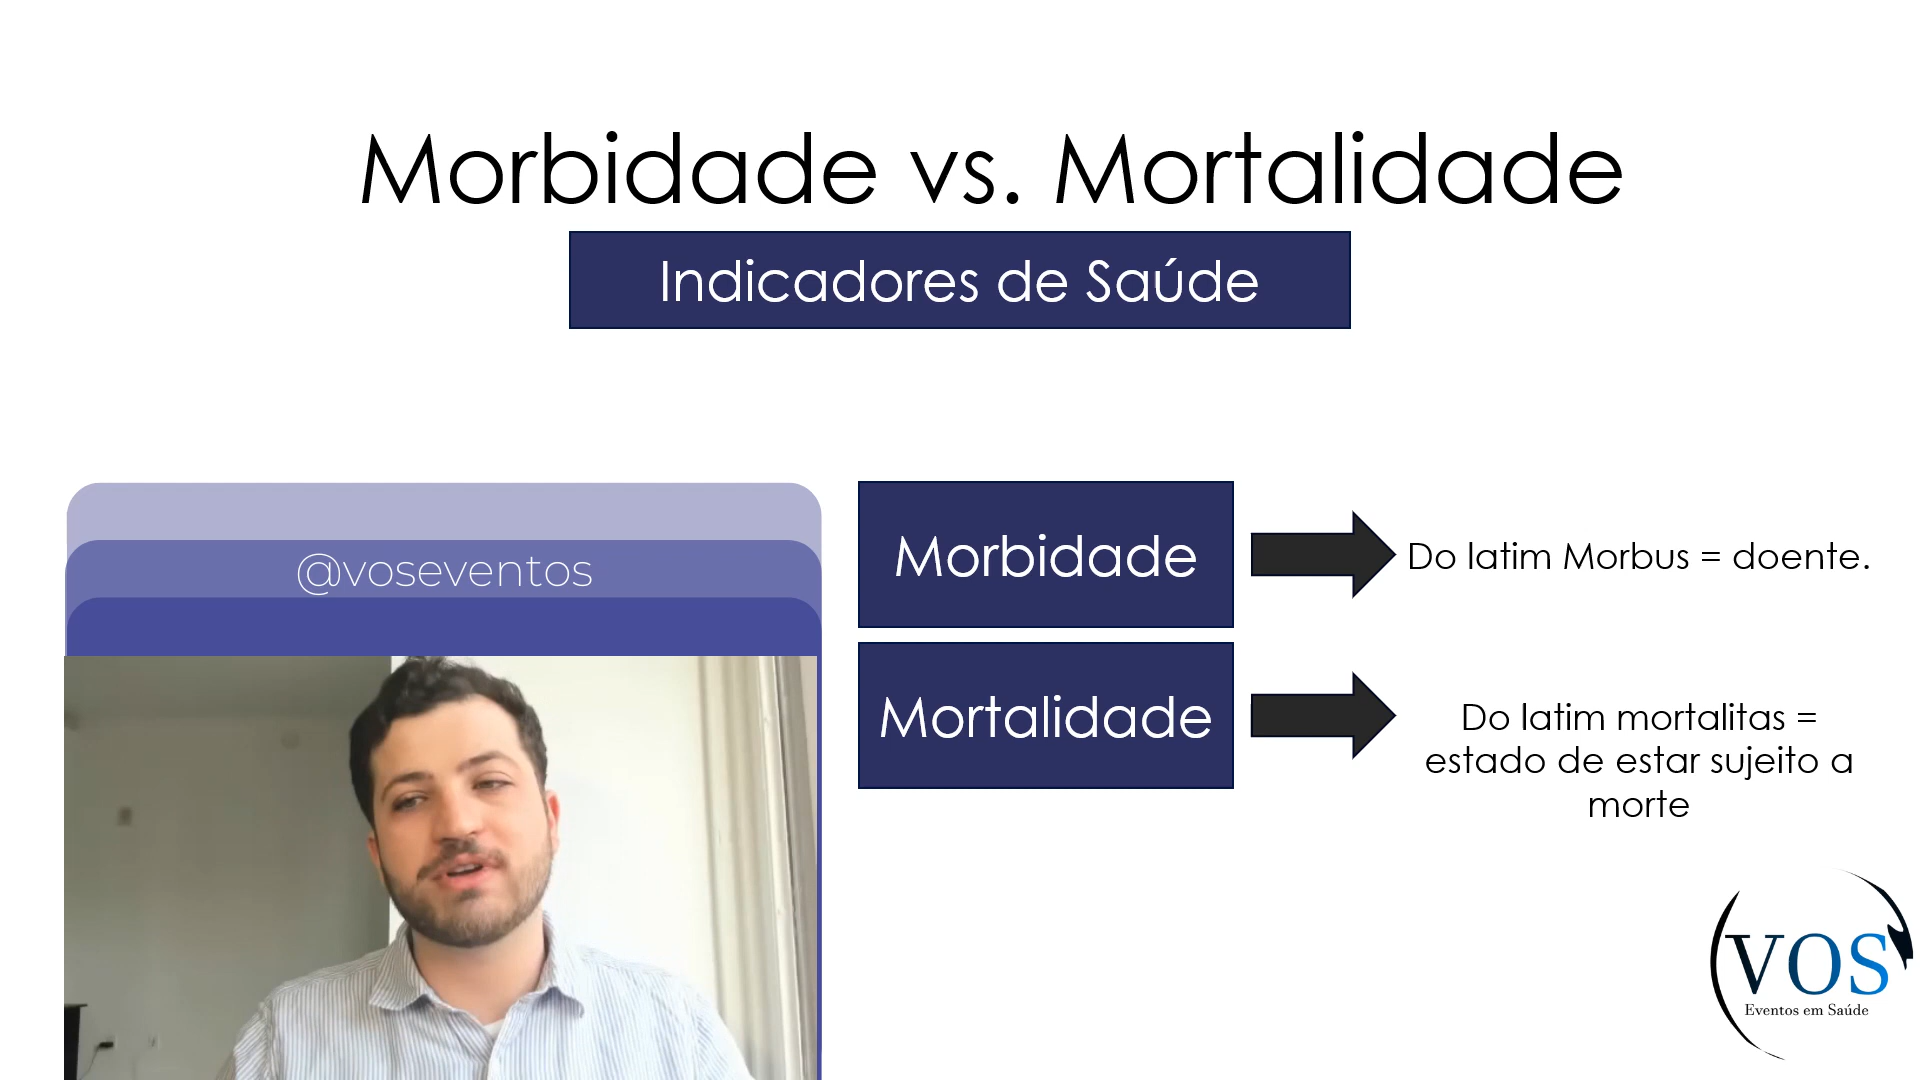 Morbidade vs. Mortalidade
Indicadores de Saúde
@voseventos
Morbidade
Do latim Morbus = doente.
Mortalidade
Do latim mortalitas =
estado de estar sujeito a
morte
VOS
Eventos em Saúde